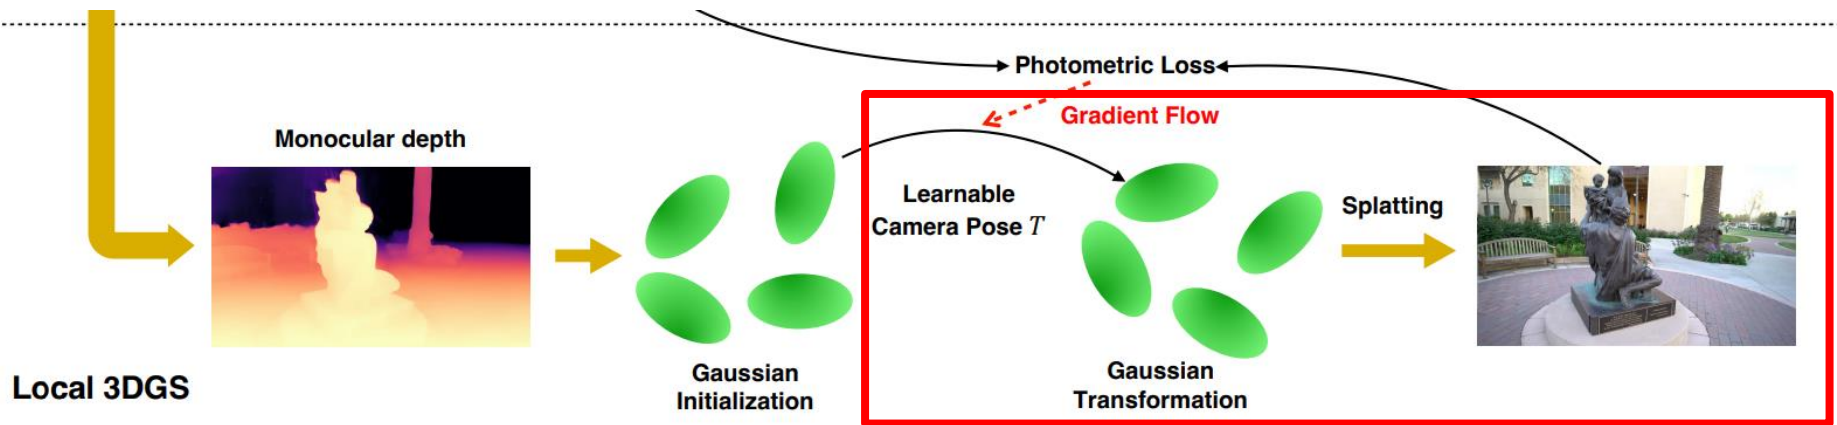 Photometric Loss
Gradient Flow
Monocular depth
Learnable
Camera Pose T
Splatting
Gaussian
Initialization
Gaussian
Transformation
Local 3DGS